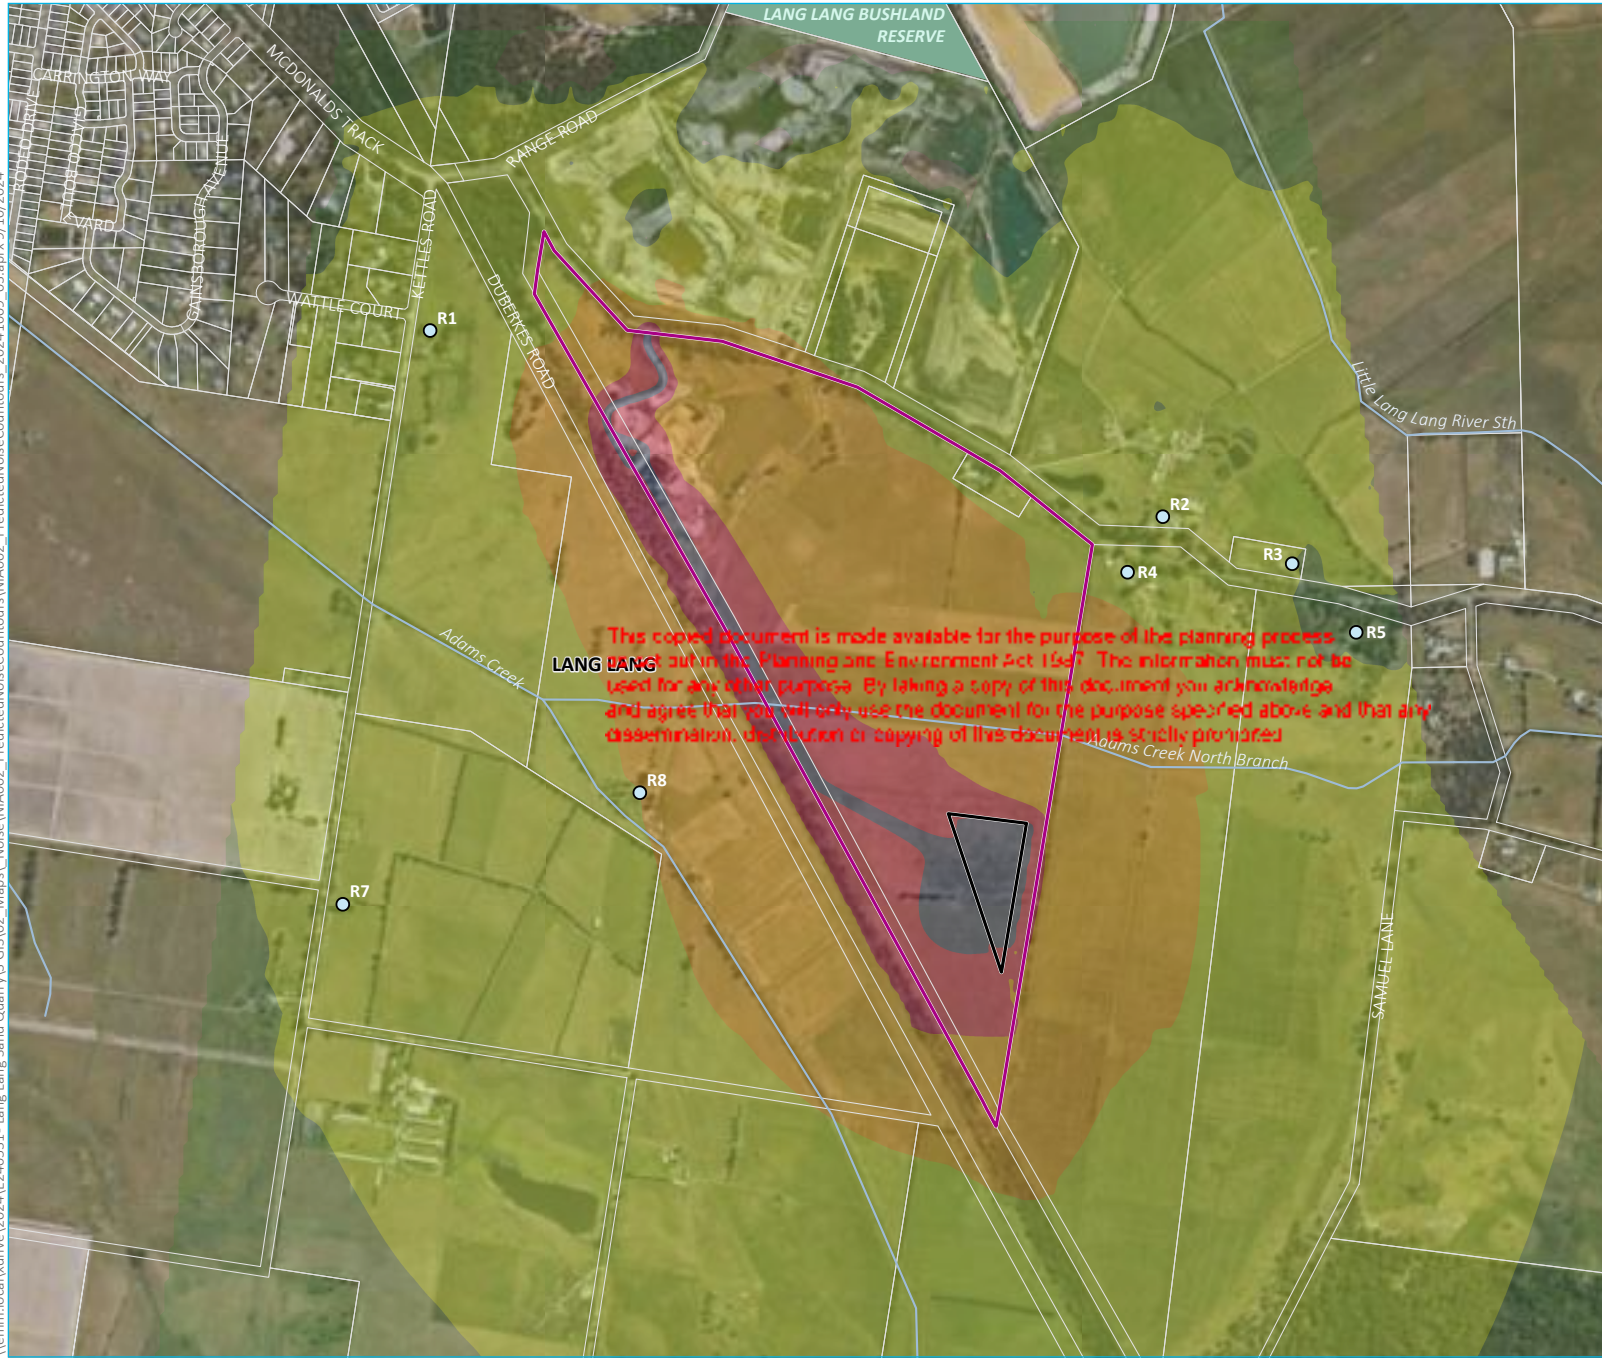 LANG LANG BUSHLAND
RESERVE
MCDONALDS TRACK
CARRINGTON WAY
RODEO DRIVE
GAINSBOROUGH AVENUE
RANGE ROAD
KETTLES ROAD
WATTLE COURT
DUBERKES ROAD
R1
Little Lang Lang River Sth
R2
R3
R4
R5
This copied document is made available for the purpose of the planning process
out in the Planning and Environment Act 1987. The information must not be
used for any other purpose. By taking a copy of this document you acknowledge
and agree that you will only use the document for the purpose specified above and that any
dissemination, distribution or copying of this document is strictly prohibited
LANG LANG
Adams Creek
Adams Creek North Branch
R8
R7
SAMUEL LANE